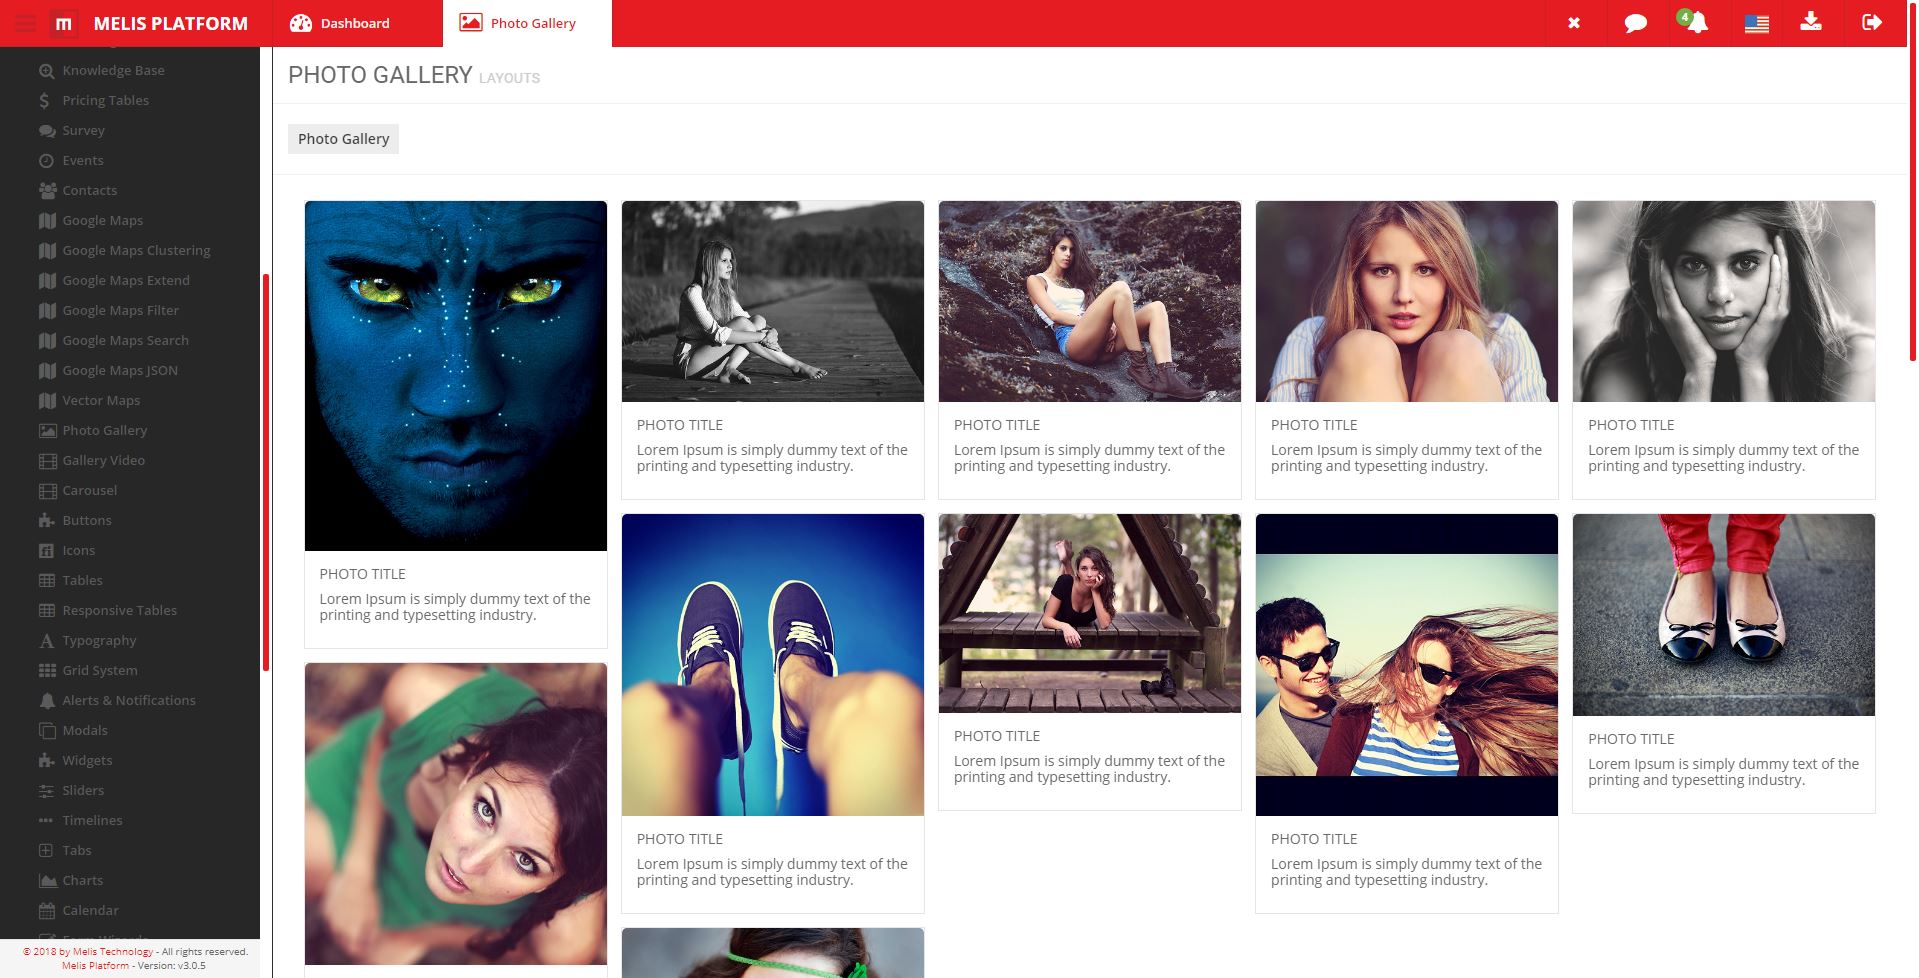 m MELIS PLATFORM
Dashboard
Photo Gallery
4
Knowledge Base
Pricing Tables
Survey
Events
Contacts
Google Maps
Google Maps Clustering
Google Maps Extend
Google Maps Filter
Google Maps Search
Google Maps JSON
Vector Maps
Photo Gallery
Gallery Video
Carousel
Buttons
Icons
Tables
Responsive Tables
Typography
Grid System
Alerts & Notifications
Modals
Widgets
Sliders
Timelines
Tabs
Charts
Calendar
© 2018 by Melis Technology - All rights reserved.
Melis Platform - Version: v3.0.5
PHOTO GALLERY LAYOUTS
Photo Gallery
PHOTO TITLE
Lorem Ipsum is simply dummy text of the
printing and typesetting industry.
PHOTO TITLE
Lorem Ipsum is simply dummy text of the
printing and typesetting industry.
PHOTO TITLE
Lorem Ipsum is simply dummy text of the
printing and typesetting industry.
PHOTO TITLE
Lorem Ipsum is simply dummy text of the
printing and typesetting industry.
PHOTO TITLE
Lorem Ipsum is simply dummy text of the
printing and typesetting industry.
PHOTO TITLE
Lorem Ipsum is simply dummy text of the
printing and typesetting industry.
PHOTO TITLE
Lorem Ipsum is simply dummy text of the
printing and typesetting industry.
PHOTO TITLE
Lorem Ipsum is simply dummy text of the
printing and typesetting industry.
PHOTO TITLE
Lorem Ipsum is simply dummy text of the
printing and typesetting industry.